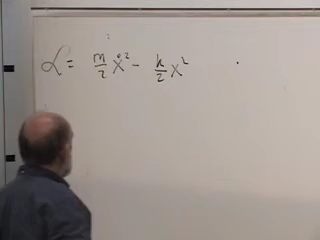 ℒ = m/2 ẋ² - k/2 x²